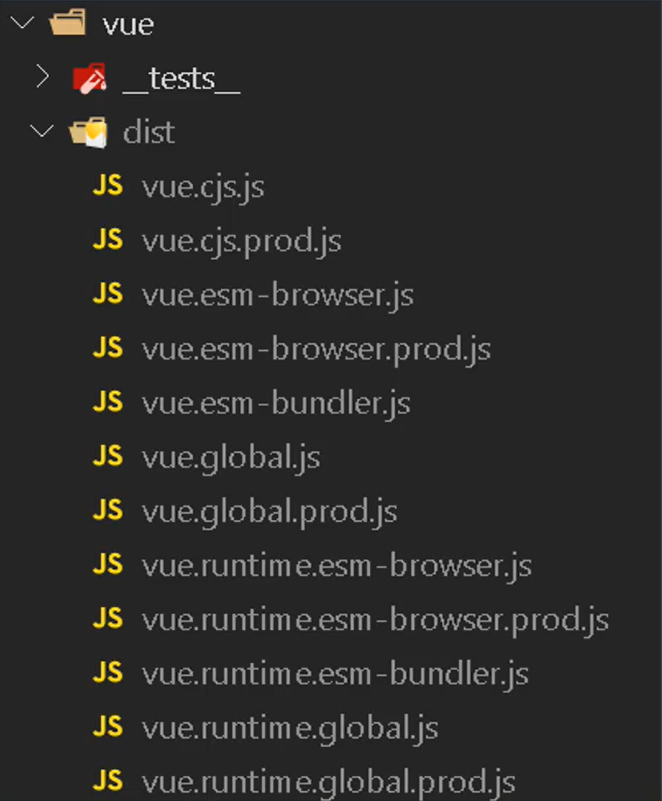 vue
__tests__
dist
JS vue.cjs.js
JS vue.cjs.prod.js
JS vue.esm-browser.js
JS vue.esm-browser.prod.js
JS vue.esm-bundler.js
JS vue.global.js
JS vue.global.prod.js
JS vue.runtime.esm-browser.js
JS vue.runtime.esm-browser.prod.js
JS vue.runtime.esm-bundler.js
JS vue.runtime.global.js
JS vue.runtime.global.prod.js